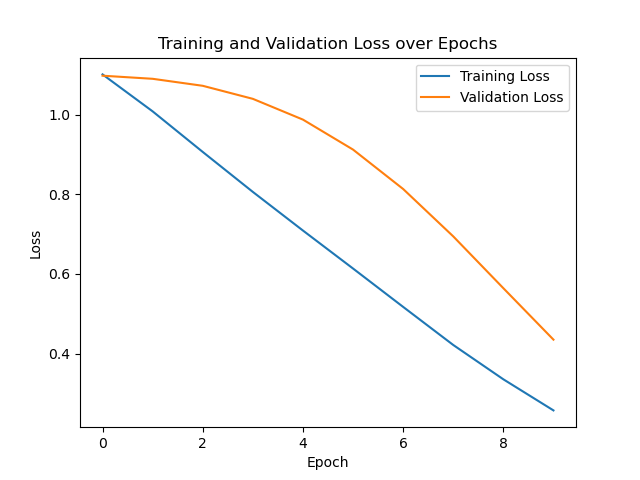 Training and Validation Loss over Epochs
Training Loss
Validation Loss
Loss
1.0
0.8
0.6
0.4
0
2
4
6
8
Epoch